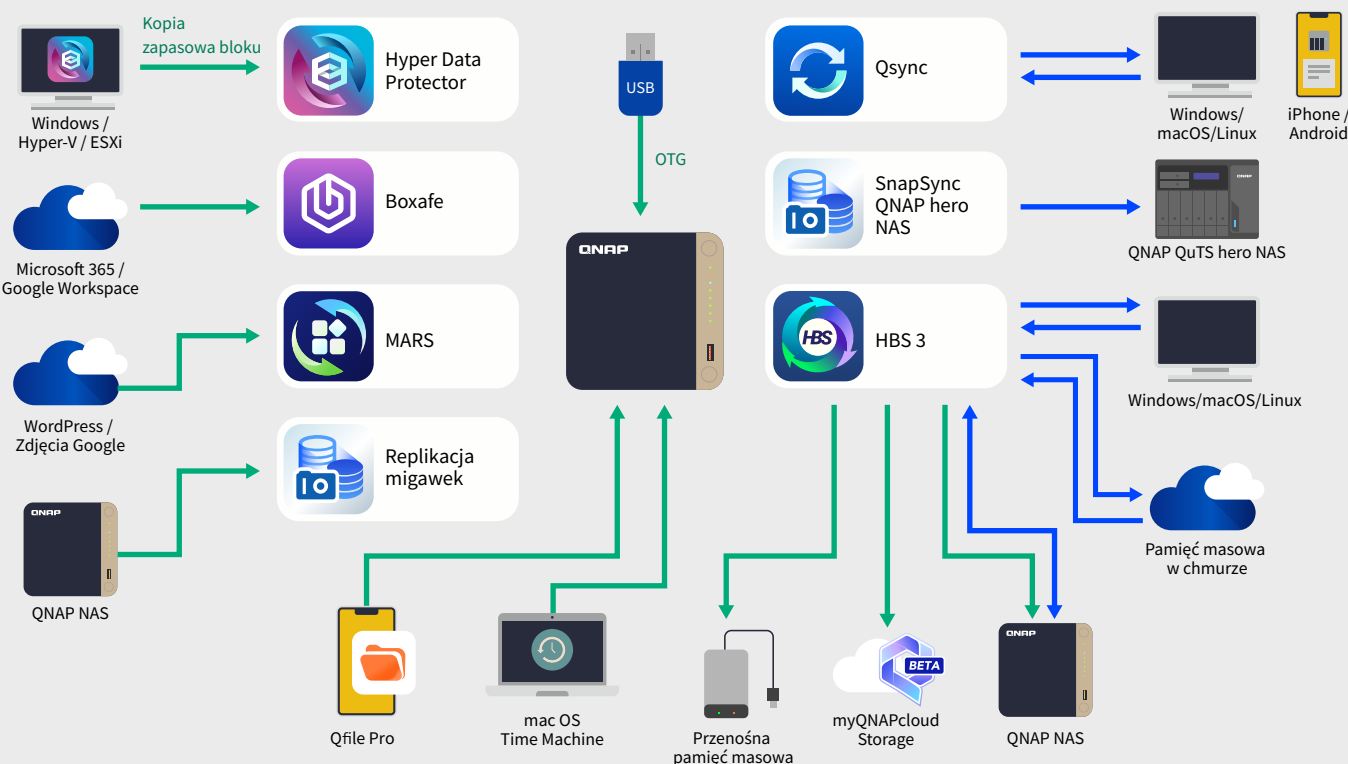 Kopia
zapasowa bloku
Windows /
Hyper-V / ESXi
Hyper Data
Protector
USB
OTG
Qsync
Windows/
macOS/Linux
iPhone /
Android
Microsoft 365 /
Google Workspace
Boxafe
QNAP
SnapSync
QNAP hero
NAS
QNAP
QNAP QuTS hero NAS
WordPress /
Zdjęcia Google
MARS
HBS
HBS 3
Windows/macOS/Linux
QNAP
QNAP NAS
Replikacja
migawek
Pamięć masowa
w chmurze
Qfile Pro
mac OS
Time Machine
Przenośna
pamięć masowa
BETA
myQNAPcloud
Storage
QNAP
QNAP NAS